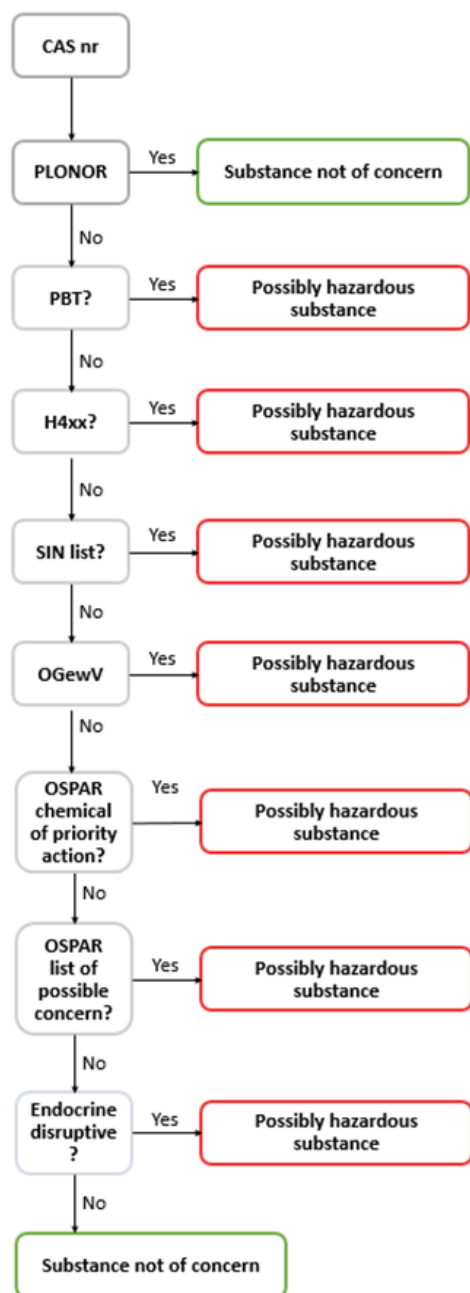 CAS nr
PLONOR
Yes
Substance not of concern
No
PBT?
Yes
Possibly hazardous
substance
No
H4xx?
Yes
Possibly hazardous
substance
No
SIN list?
Yes
Possibly hazardous
substance
No
OGewV
Yes
Possibly hazardous
substance
No
OSPAR
chemical
of priority
action?
Yes
Possibly hazardous
substance
No
OSPAR
list of
possible
concern?
Yes
Possibly hazardous
substance
No
Endocrine
disruptive
?
Yes
Possibly hazardous
substance
No
Substance not of concern